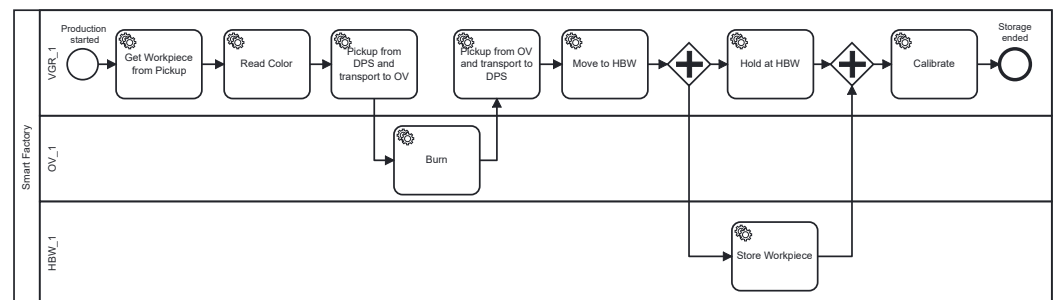 Smart Factory
VGR_1
Production
started
Get Workpiece
from Pickup
Read Color
Pickup from
DPS and
transport to OV
Pickup from OV
and transport to
DPS
Move to HBW
Hold at HBW
Calibrate
Storage
ended
OV_1
Burn
HBW_1
Store Workpiece